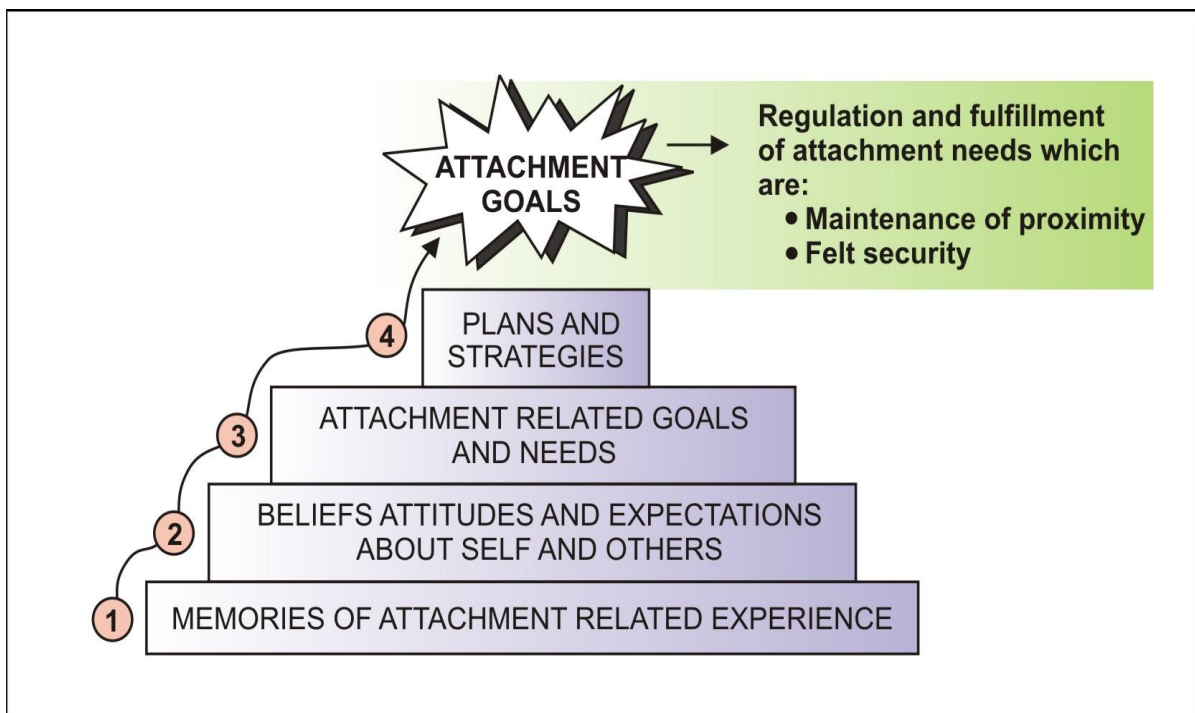 ATTACHMENT
GOALS
Regulation and fulfillment
of attachment needs which
are:
• Maintenance of proximity
• Felt security
4
PLANS AND
STRATEGIES
3
ATTACHMENT RELATED GOALS
AND NEEDS
2
BELIEFS ATTITUDES AND EXPECTATIONS
ABOUT SELF AND OTHERS
1
MEMORIES OF ATTACHMENT RELATED EXPERIENCE